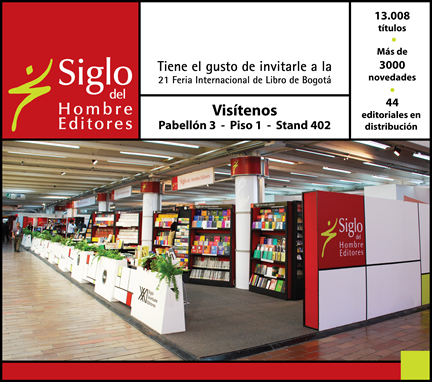 Siglo
del
Hombre
Editores
Tiene el gusto de invitarle a la
21 Feria Internacional de Libro de Bogotá
Visítenos
Pabellón 3 - Piso 1 - Stand 402
13.008
títulos
•
Más de
3000
novedades
•
44
editoriales en
distribución
Siglo
del
Hombre
Editores